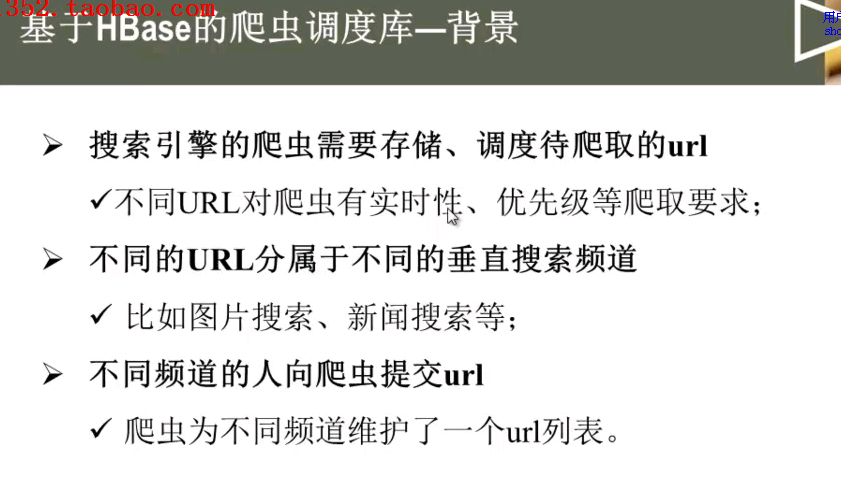 352.taobao.com
基于HBase的爬虫调度库—背景
➢ 搜索引擎的爬虫需要存储、调度待爬取的url
✓不同URL对爬虫有实时性、优先级等爬取要求；
➢ 不同的URL分属于不同的垂直搜索频道
✓ 比如图片搜索、新闻搜索等；
➢ 不同频道的人向爬虫提交url
✓ 爬虫为不同频道维护了一个url列表。